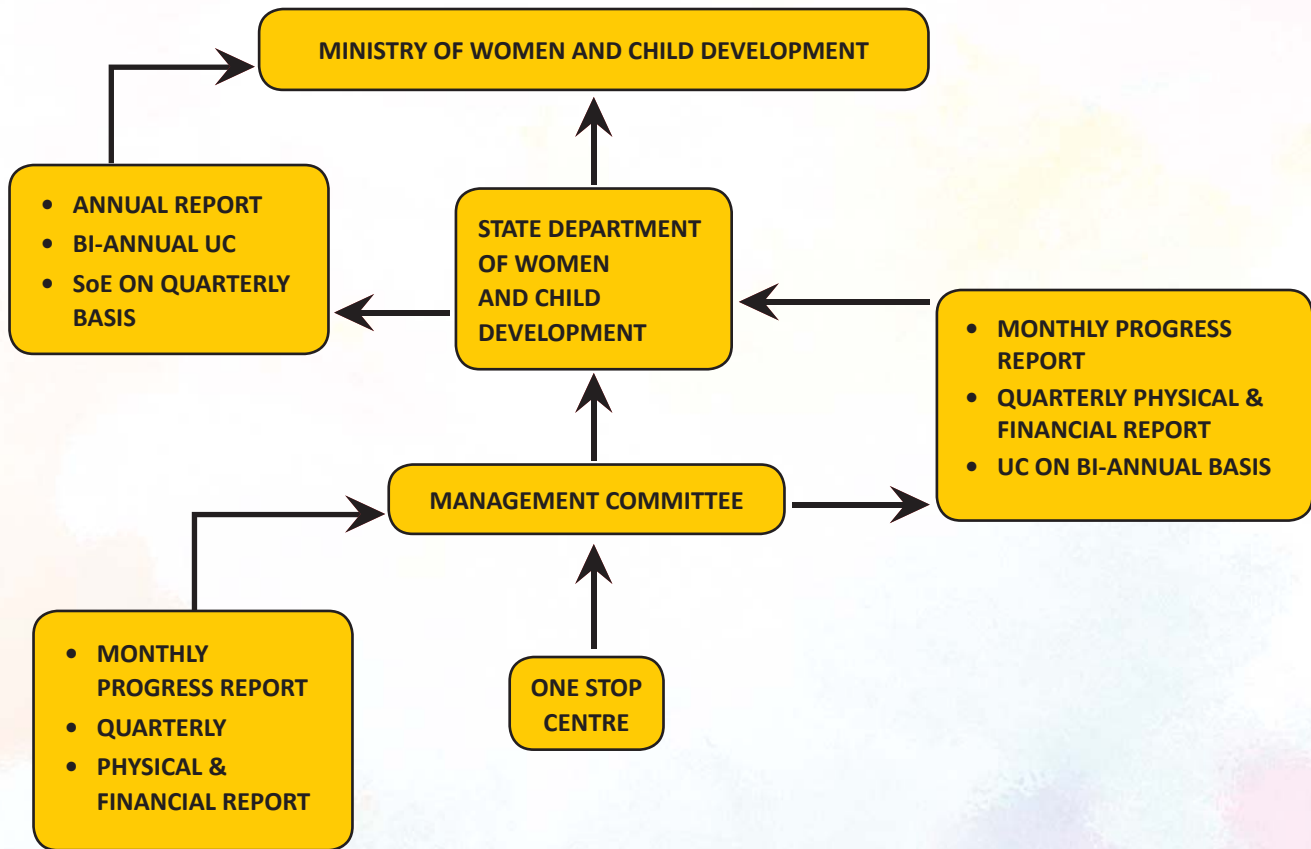 MINISTRY OF WOMEN AND CHILD DEVELOPMENT
• ANNUAL REPORT
• BI-ANNUAL UC
• SoE ON QUARTERLY
BASIS
STATE DEPARTMENT
OF WOMEN
AND CHILD
DEVELOPMENT
• MONTHLY PROGRESS
REPORT
• QUARTERLY PHYSICAL &
FINANCIAL REPORT
• UC ON BI-ANNUAL BASIS
MANAGEMENT COMMITTEE
• MONTHLY
PROGRESS REPORT
• QUARTERLY
• PHYSICAL &
FINANCIAL REPORT
ONE STOP
CENTRE